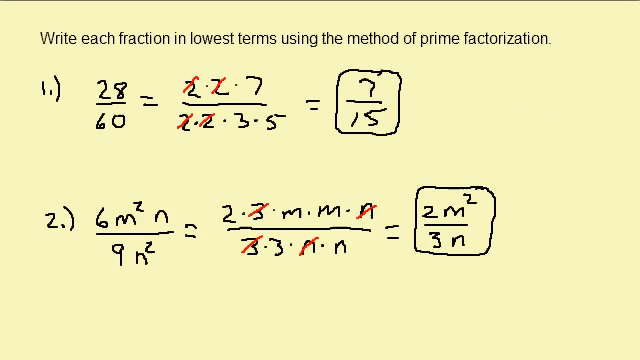 Write each fraction in lowest terms using the method of prime factorization.
1.) 28/60 = 2·2·7/2·2·3·5 = 7/15
2.) 6m²n/9n² = 2·3·m·m·n/3·3·n·n = 2m²/3n